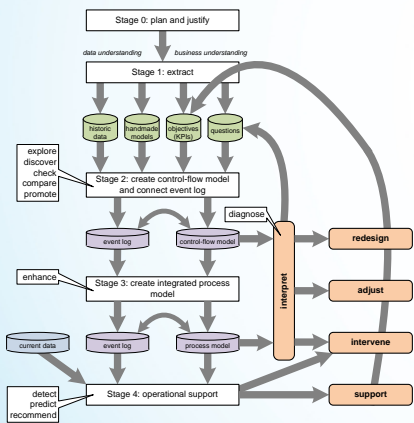 Stage 0: plan and justify
data understanding
business understanding
Stage 1: extract
historic
data
handmade
models
objectives
(KPIs)
questions
explore
discover
check
compare
promote
Stage 2: create control-flow model
and connect event log
diagnose
event log
control-flow model
redesign
enhance
Stage 3: create integrated process
model
interpret
adjust
current data
event log
process model
intervene
detect
predict
recommend
Stage 4: operational support
support